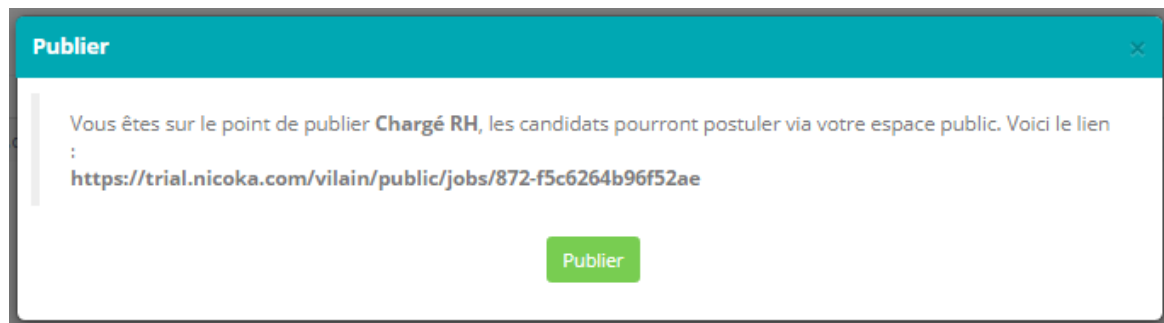 Publier
×
Vous êtes sur le point de publier Chargé RH, les candidats pourront postuler via votre espace public. Voici le lien
:
https://trial.nicoka.com/vilain/public/jobs/872-f5c6264b96f52ae
Publier